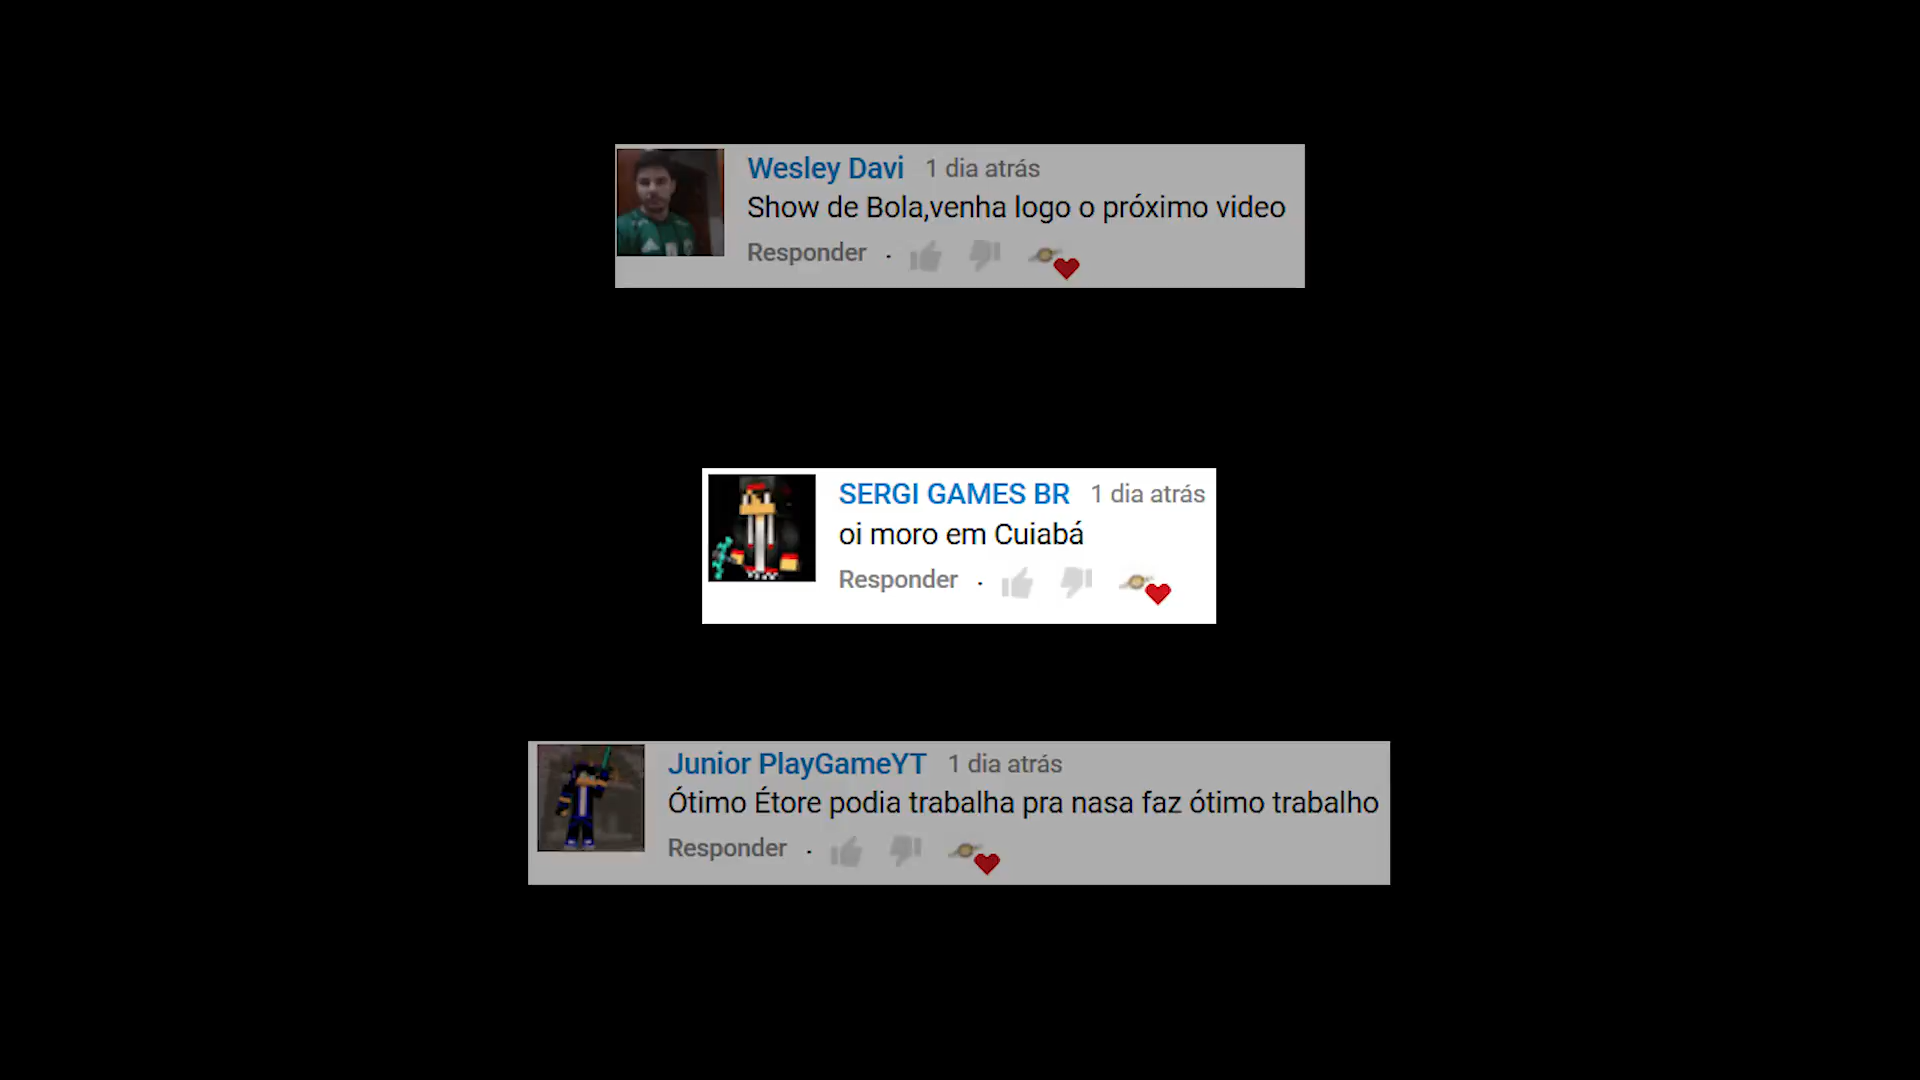 Wesley Davi 1 dia atrás
Show de Bola,venha logo o próximo video
Responder ·
SERGI GAMES BR 1 dia atrás
oi moro em Cuiabá
Responder ·
Junior PlayGameYT 1 dia atrás
Ótimo Étore podia trabalha pra nasa faz ótimo trabalho
Responder ·